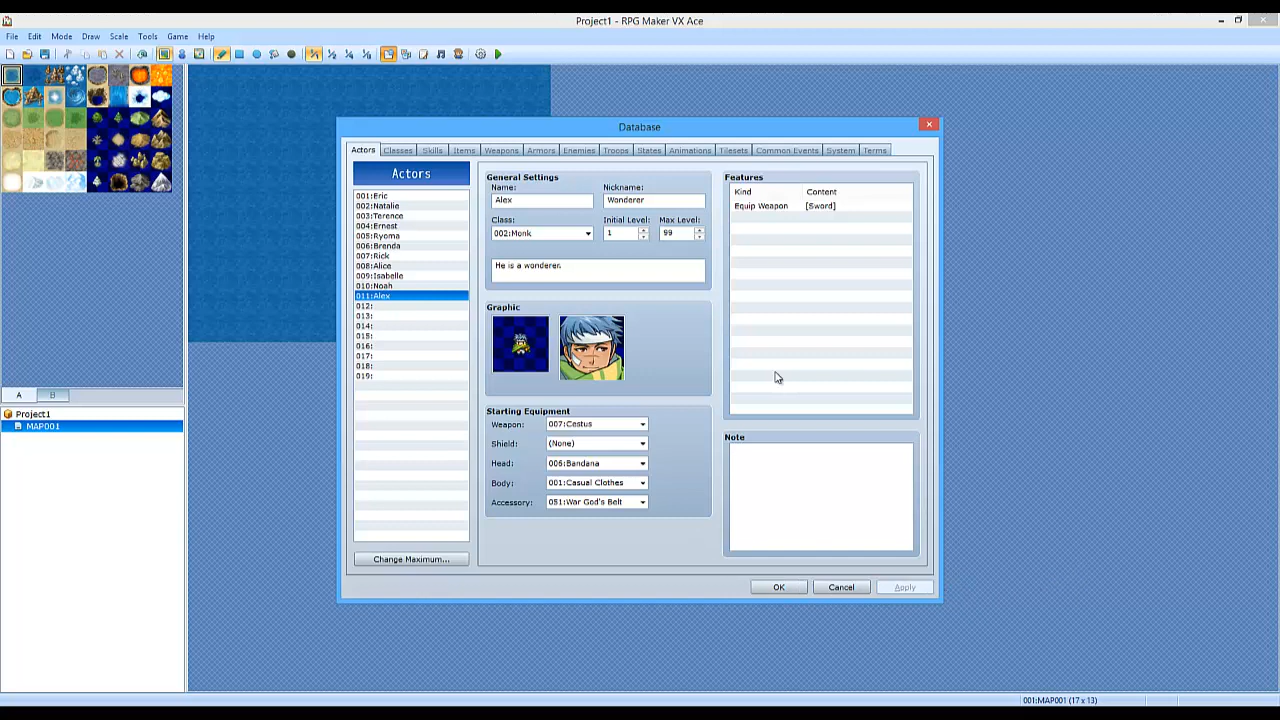 Project1 - RPG Maker VX Ace
File Edit Mode Draw Scale Tools Game Help
Database
Actors Classes Skills Items Weapons Armors Enemies Troops States Animations Tilesets Common Events System Terms
Actors
001:Eric
002:Natalie
003:Terence
004:Ernest
005:Ryoma
006:Brenda
007:Rick
008:Alice
009:Isabelle
010:Noah
011:Alex
012:
013:
014:
015:
016:
017:
018:
019:
Change Maximum...
General Settings
Name: Nickname:
Alex Wonderer
Class: Initial Level: Max Level:
002:Monk 1 99
He is a wonderer.
Graphic
Starting Equipment
Weapon: 007:Cestus
Shield: (None)
Head: 006:Bandana
Body: 001:Casual Clothes
Accessory: 051:War God's Belt
Features
Kind Content
Equip Weapon [Sword]
Note
OK Cancel Apply
A B
Project1
MAP001
001:MAP001 (17 x 13)